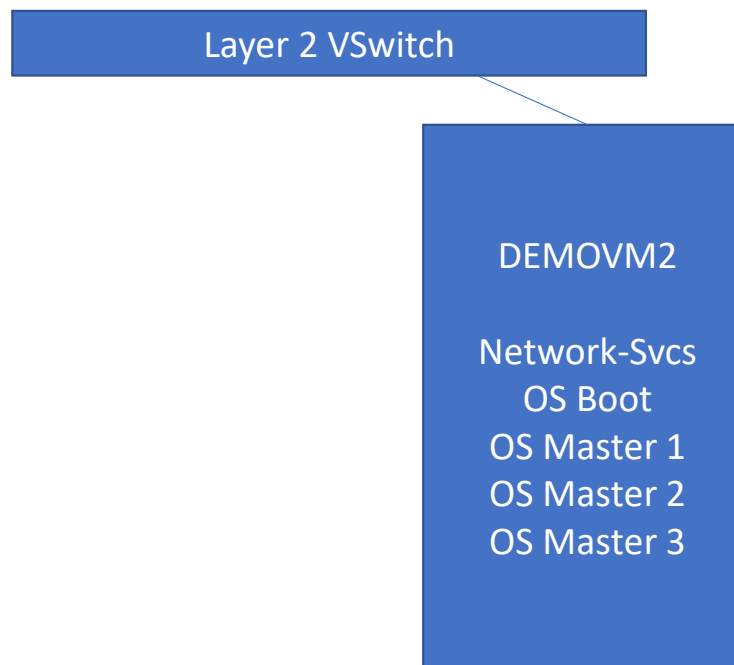 Layer 2 VSwitch
DEMOVM2
Network-Svcs
OS Boot
OS Master 1
OS Master 2
OS Master 3